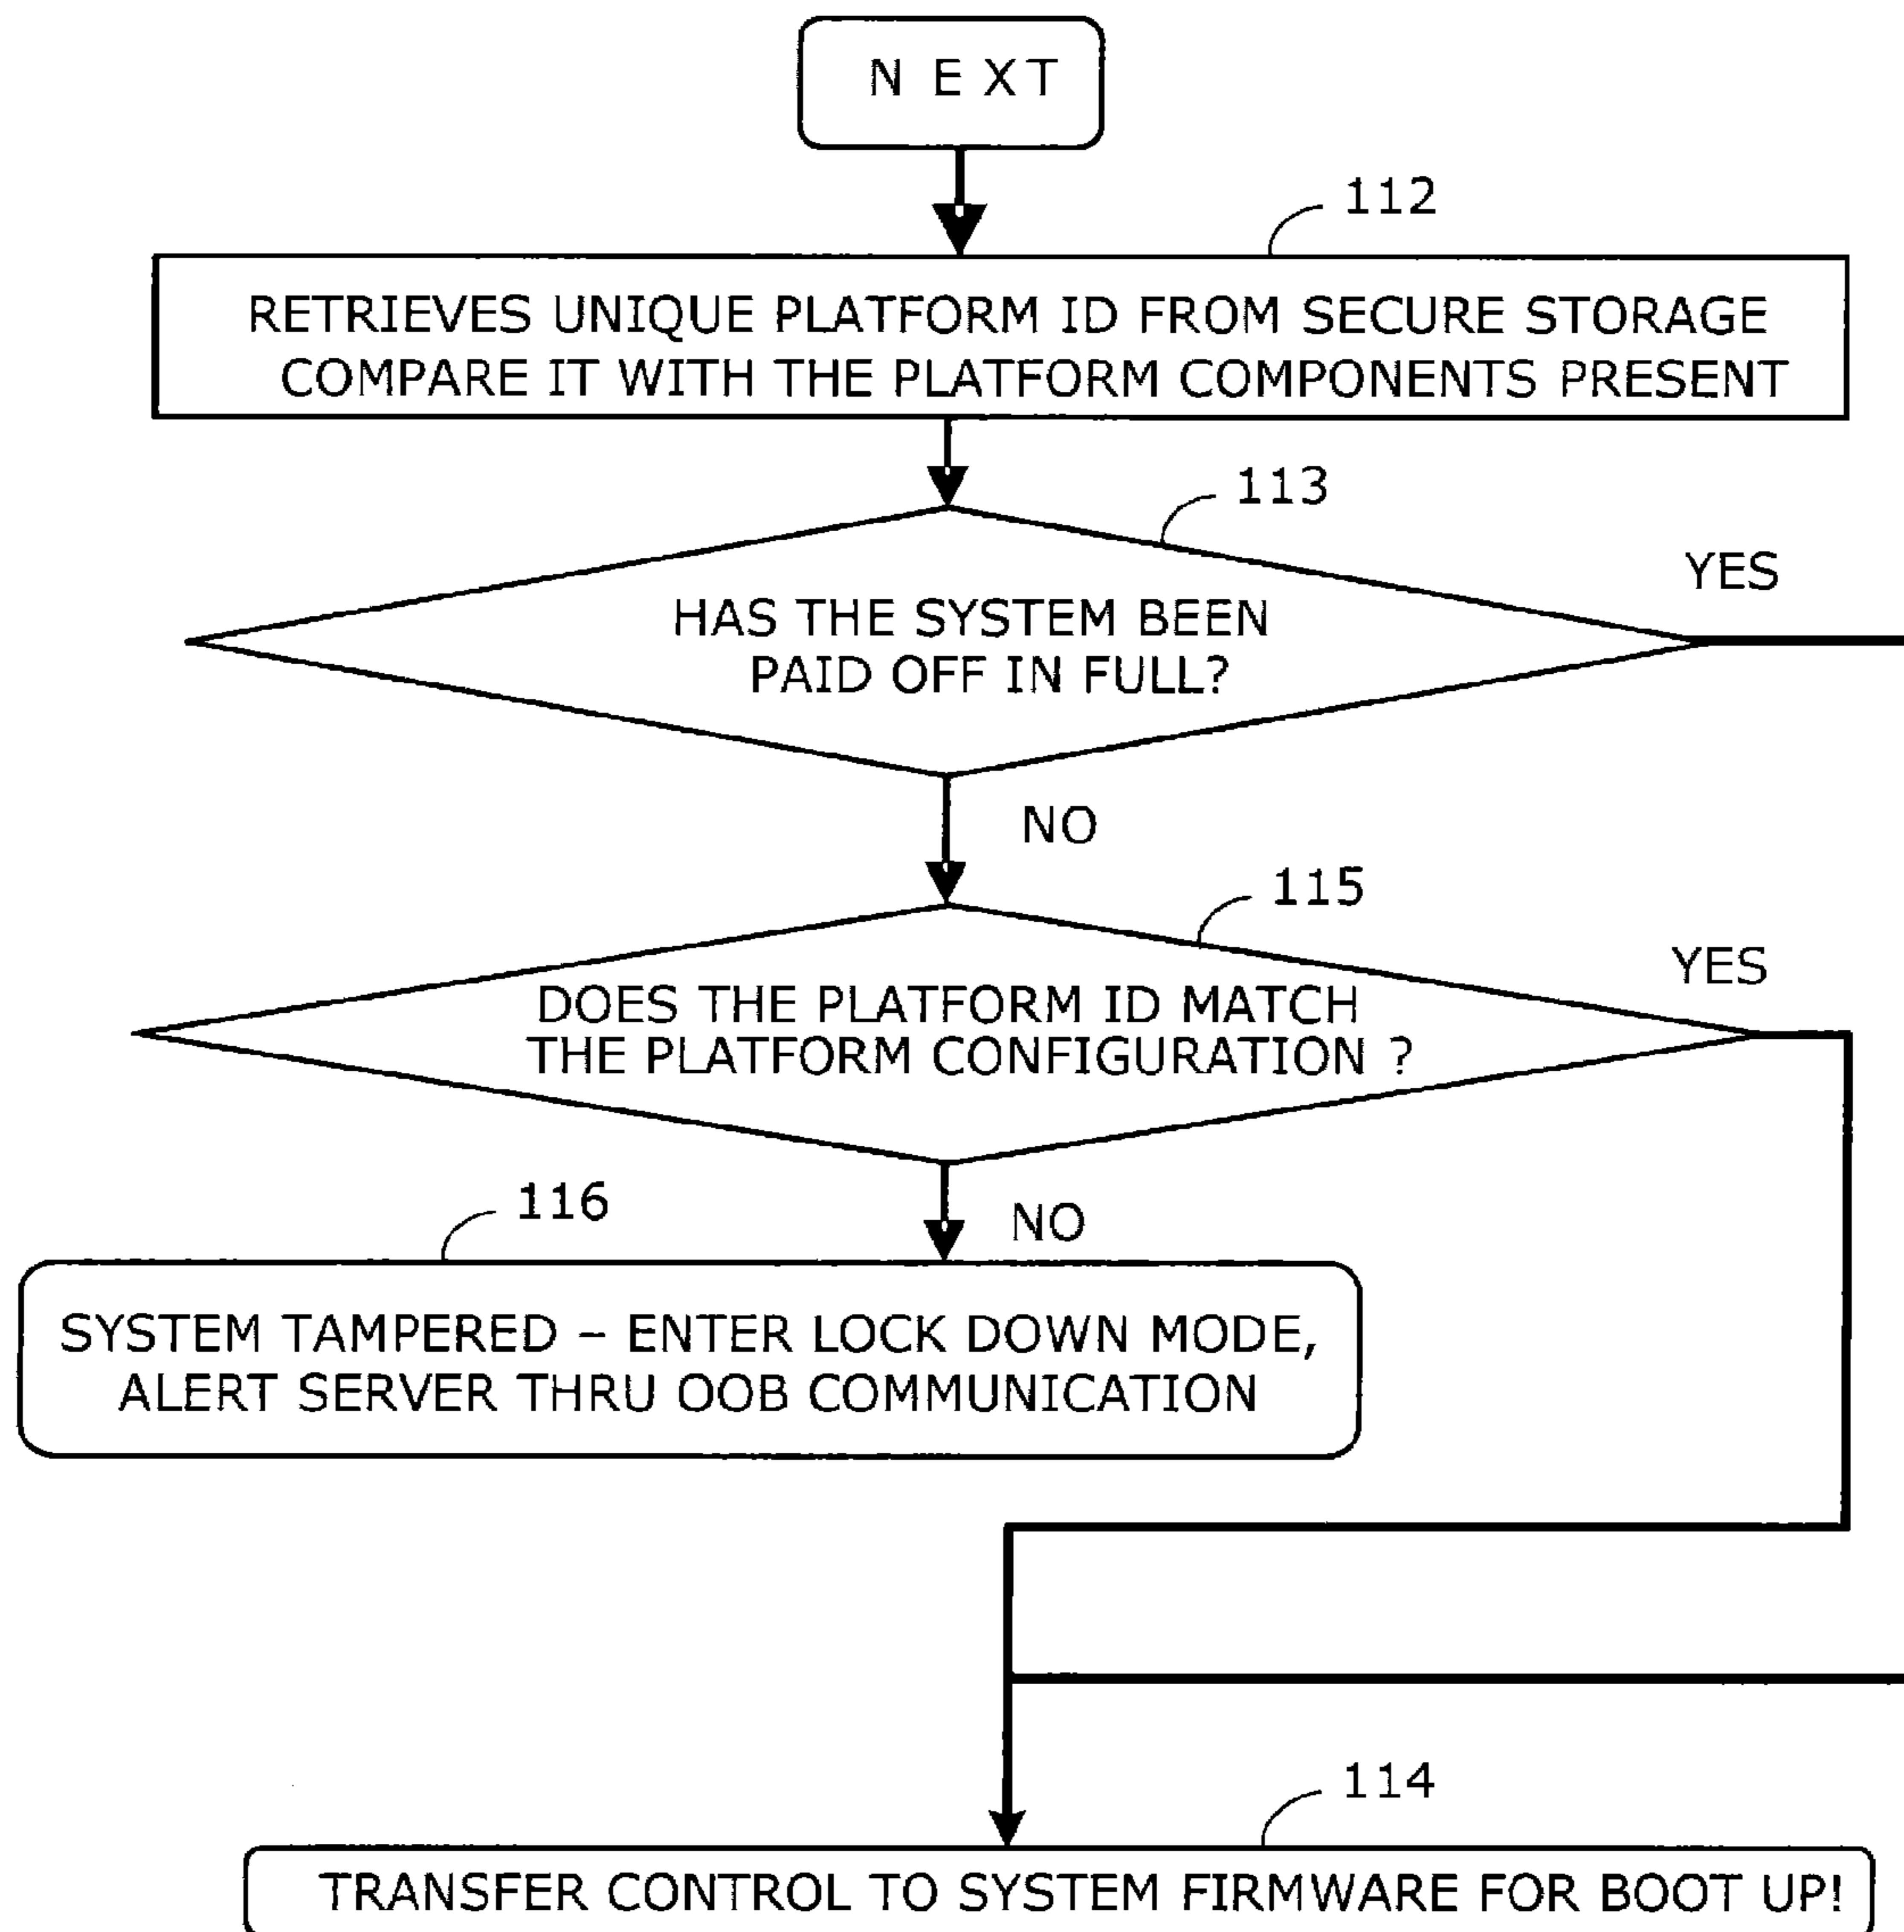 NEXT
112
RETRIEVES UNIQUE PLATFORM ID FROM SECURE STORAGE
COMPARE IT WITH THE PLATFORM COMPONENTS PRESENT
113
HAS THE SYSTEM BEEN
PAID OFF IN FULL?
YES
NO
115
DOES THE PLATFORM ID MATCH
THE PLATFORM CONFIGURATION ?
YES
NO
116
SYSTEM TAMPERED – ENTER LOCK DOWN MODE,
ALERT SERVER THRU OOB COMMUNICATION
114
TRANSFER CONTROL TO SYSTEM FIRMWARE FOR BOOT UP!